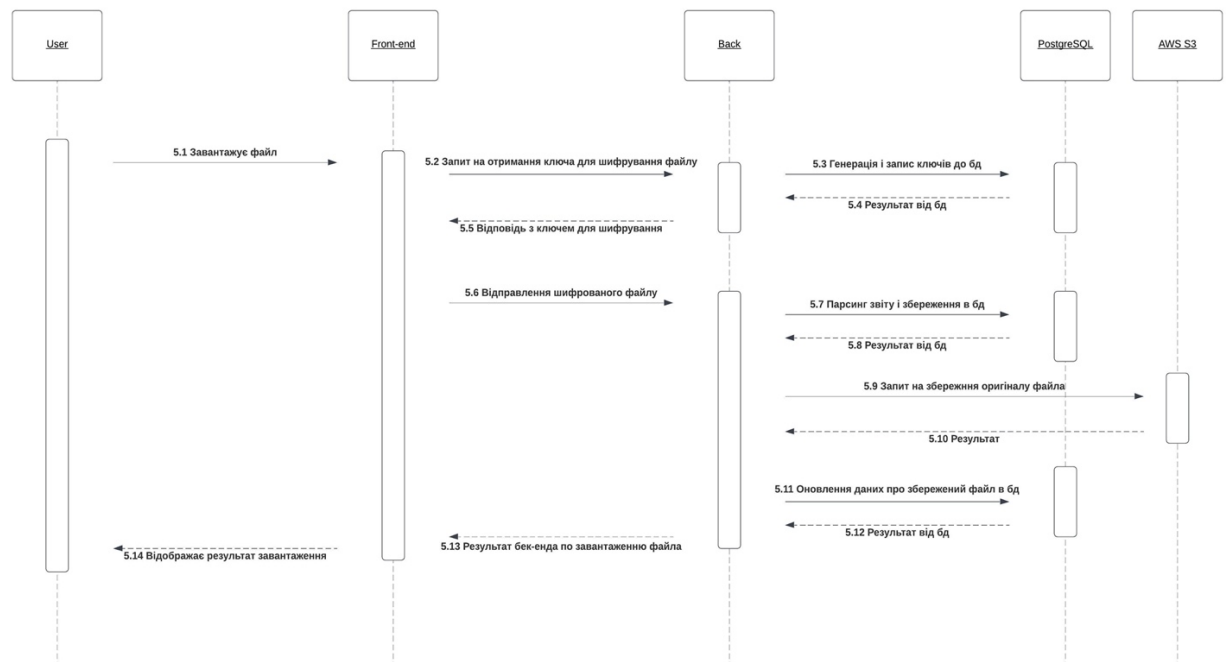 User
Front-end
Back
PostgreSQL
AWS S3
5.1 Завантажує файл
5.2 Запит на отримання ключа для шифрування файлу
5.3 Генерація і запис ключів до бд
5.4 Результат від бд
5.5 Відповідь з ключем для шифрування
5.6 Відправлення шифрованого файлу
5.7 Парсинг звіту і збереження в бд
5.8 Результат від бд
5.9 Запит на збережння оригіналу файла
5.10 Результат
5.11 Оновлення даних про збережений файл в бд
5.12 Результат від бд
5.13 Результат бек-енда по завантаженню файла
5.14 Відображає результат завантаження